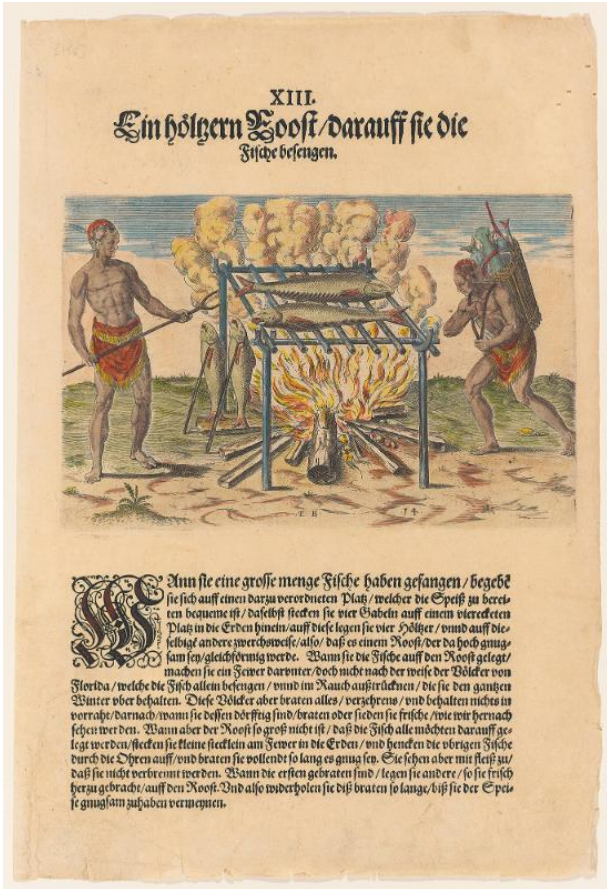 XIII.
Ein höltzern Roost/darauff sie die
Fische besengen.
T B 14
WAnn sie eine grosse menge Fische haben gefangen/begebẽ
sie sich auff einen darzu verordneten Platz/welcher die Speiß zu berei-
ten bequeme ist/daselbst stecken sie vier Gabeln auff einem vierecketen
Platz in die Erden hinein/auff diese legen sie vier Höltzer/vnnd auff die-
selbige andere zwerchsweise/also/daß es einem Roost/der da hoch gnug-
sam sey/gleichförmig werde. Wann sie die Fische auff den Roost gelegt/
machen sie ein Fewer darunter/doch nicht nach der weise der Völcker von
Florida/welche die Fisch allein besengen/vnnd im Rauch außtrücknen/die sie den gantzen
Winter vber behalten. Diese Völcker aber braten alles/verzehrens/vnd behalten nichts in
vorraht/darnach/wann sie dessen dörfftig sind/braten oder sieden sie frische/wie wir hernach
sehen werden. Wann aber der Roost so groß nicht ist/daß die Fisch alle möchten darauff ge-
legt werden/stecken sie kleine stecklein am Fewer in die Erden/vnd hencken die vbrigen Fische
durch die Ohren auff/vnd braten sie vollendt so lang es gnug sey. Sie sehen aber mit fleiß zu/
daß sie nicht verbrennt werden. Wann die ersten gebraten sind/legen sie andere/so sie frisch
herzu gebracht/auff den Roost. Vnd also widerholen sie diß braten so lange/biß sie der Spei-
se gnugsam zuhaben vermeynen.